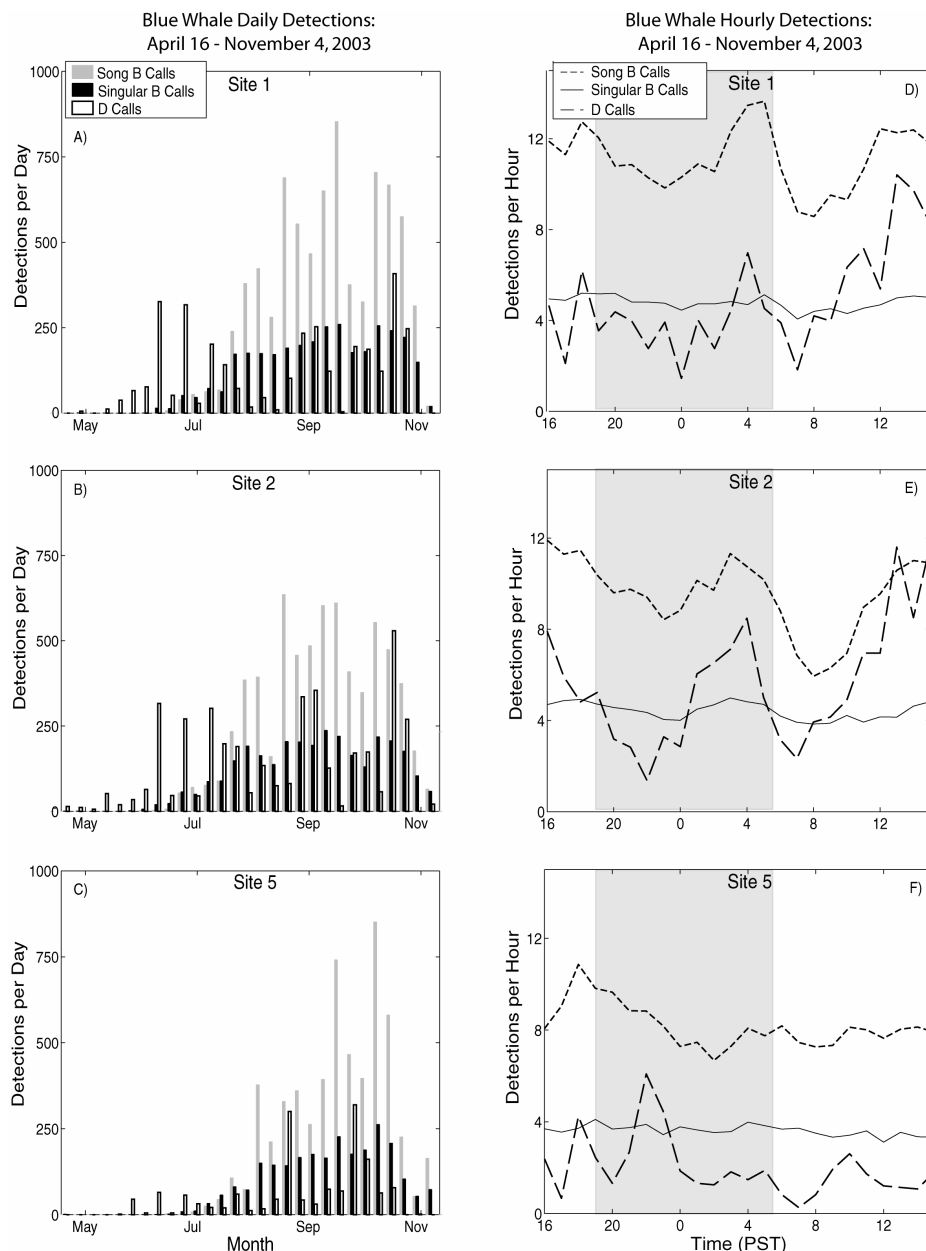 Blue Whale Daily Detections:
April 16 - November 4, 2003
Blue Whale Hourly Detections:
April 16 - November 4, 2003
Song B Calls
Singular B Calls
D Calls
Site 1
A)
1000
750
500
250
0
Detections per Day
May
Jul
Sep
Nov
Song B Calls
Singular B Calls
D Calls
Site 1
D)
12
8
4
0
Detections per Hour
16
20
0
4
8
12
Site 2
B)
1000
750
500
250
0
Detections per Day
May
Jul
Sep
Nov
Site 2
E)
12
8
4
0
Detections per Hour
16
20
0
4
8
12
Site 5
C)
1000
750
500
250
0
Detections per Day
May
Jul
Sep
Nov
Month
Site 5
F)
12
8
4
0
Detections per Hour
16
20
0
4
8
12
Time (PST)